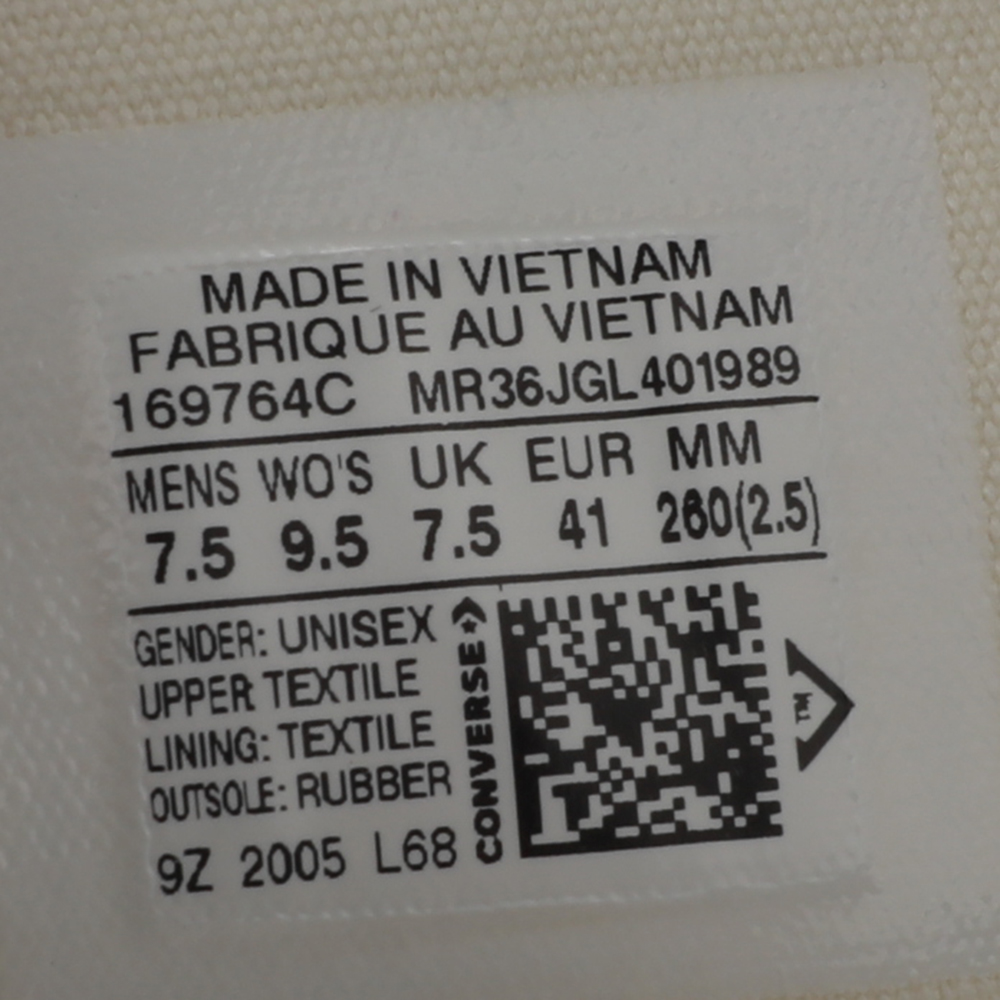 MADE IN VIETNAM
FABRIQUE AU VIETNAM
169764C MR36JGL401989
MENS WO'S UK EUR MM
7.5 9.5 7.5 41 260(2.5)
GENDER: UNISEX
UPPER: TEXTILE
LINING: TEXTILE
OUTSOLE: RUBBER
9Z 2005 L68
CONVERSE